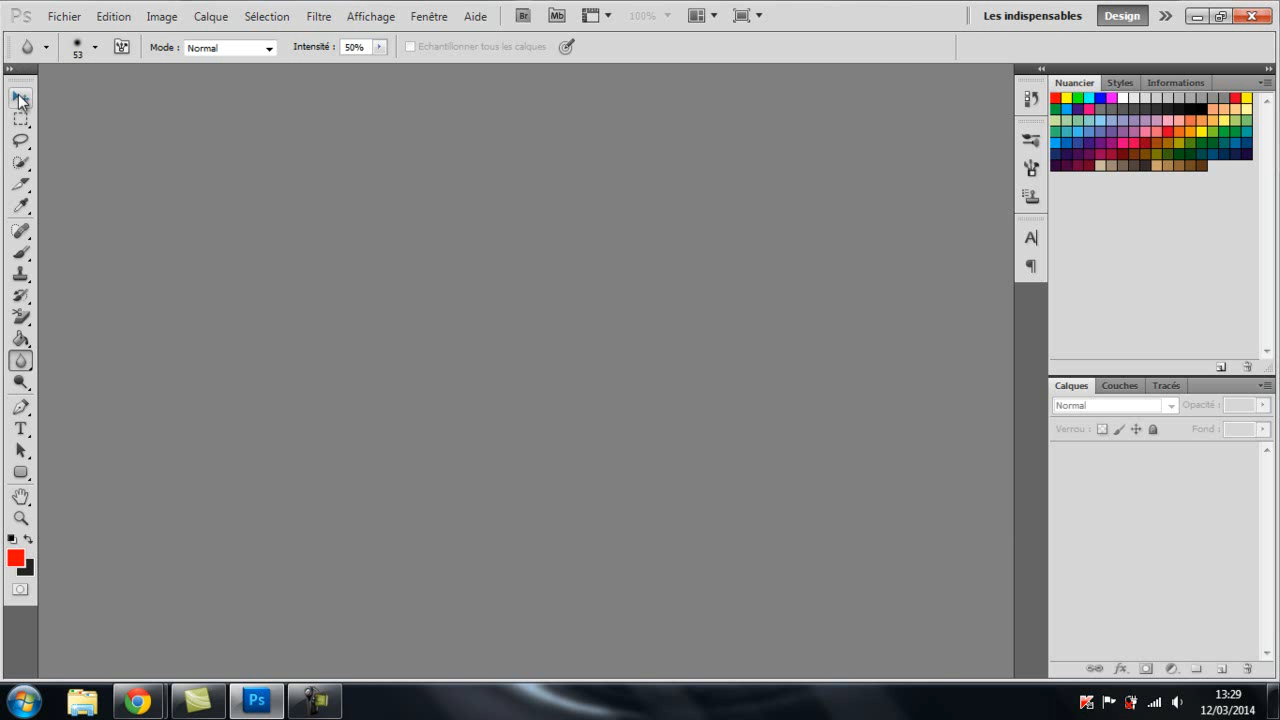 Ps Fichier Edition Image Calque Sélection Filtre Affichage Fenêtre Aide Br Mb 100% Les indispensables Design
53 Mode : Normal Intensité : 50% Echantillonner tous les calques
Nuancier Styles Informations
A
T
Calques Couches Tracés
Normal Opacité :
Verrou : Fond :
fx
Ps
13:29
12/03/2014